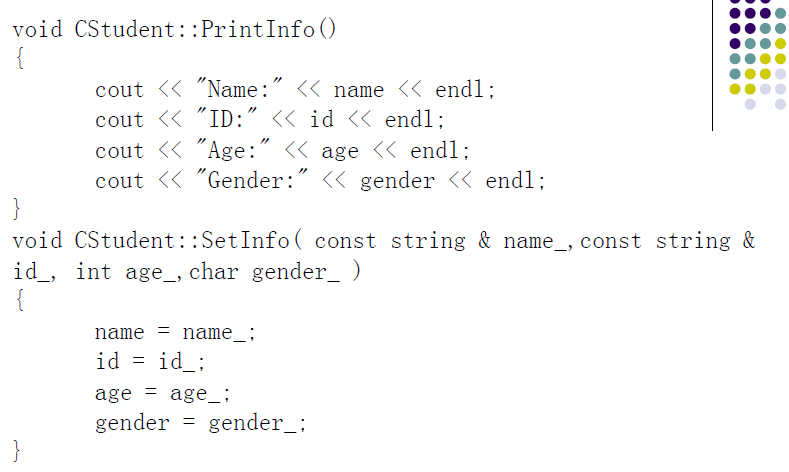 void CStudent::PrintInfo()
{
cout << "Name:" << name << endl;
cout << "ID:" << id << endl;
cout << "Age:" << age << endl;
cout << "Gender:" << gender << endl;
}
void CStudent::SetInfo( const string & name_,const string &
id_, int age_,char gender_ )
{
name = name_;
id = id_;
age = age_;
gender = gender_;
}